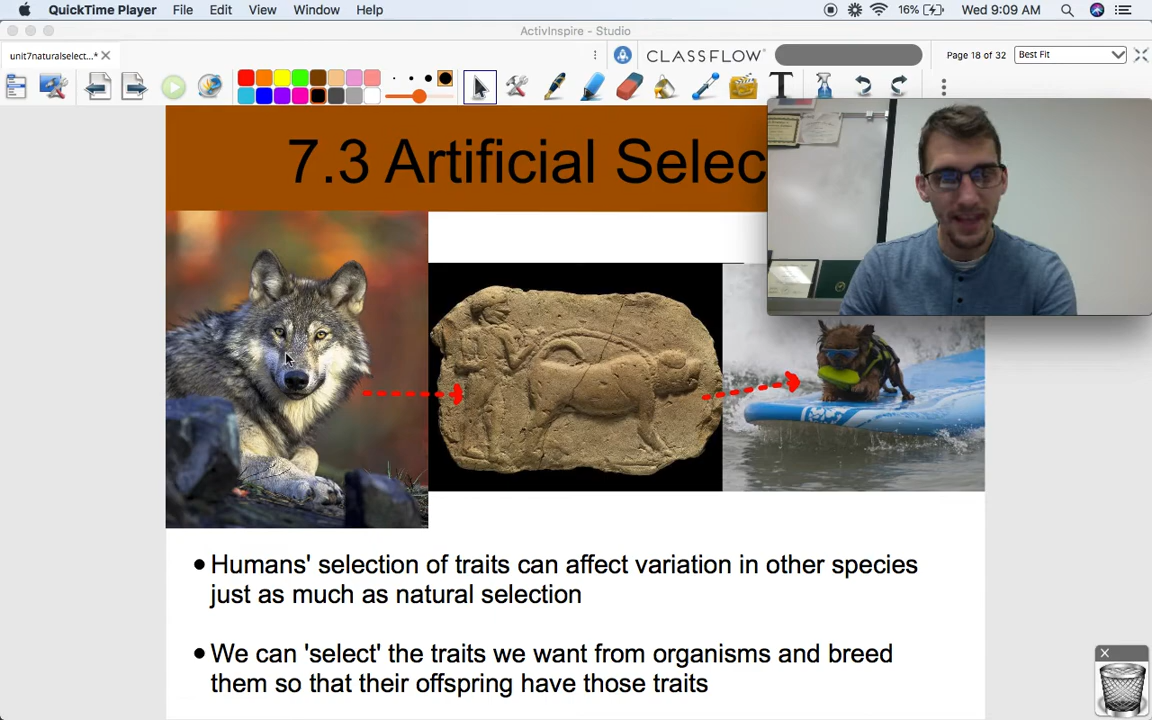 QuickTime Player File Edit View Window Help 16% Wed 9:09 AM
ActivInspire - Studio
unit7naturalselect...*
CLASSFLOW
Page 18 of 32
Best Fit
7.3 Artificial Selec
• Humans' selection of traits can affect variation in other species
just as much as natural selection
• We can 'select' the traits we want from organisms and breed
them so that their offspring have those traits